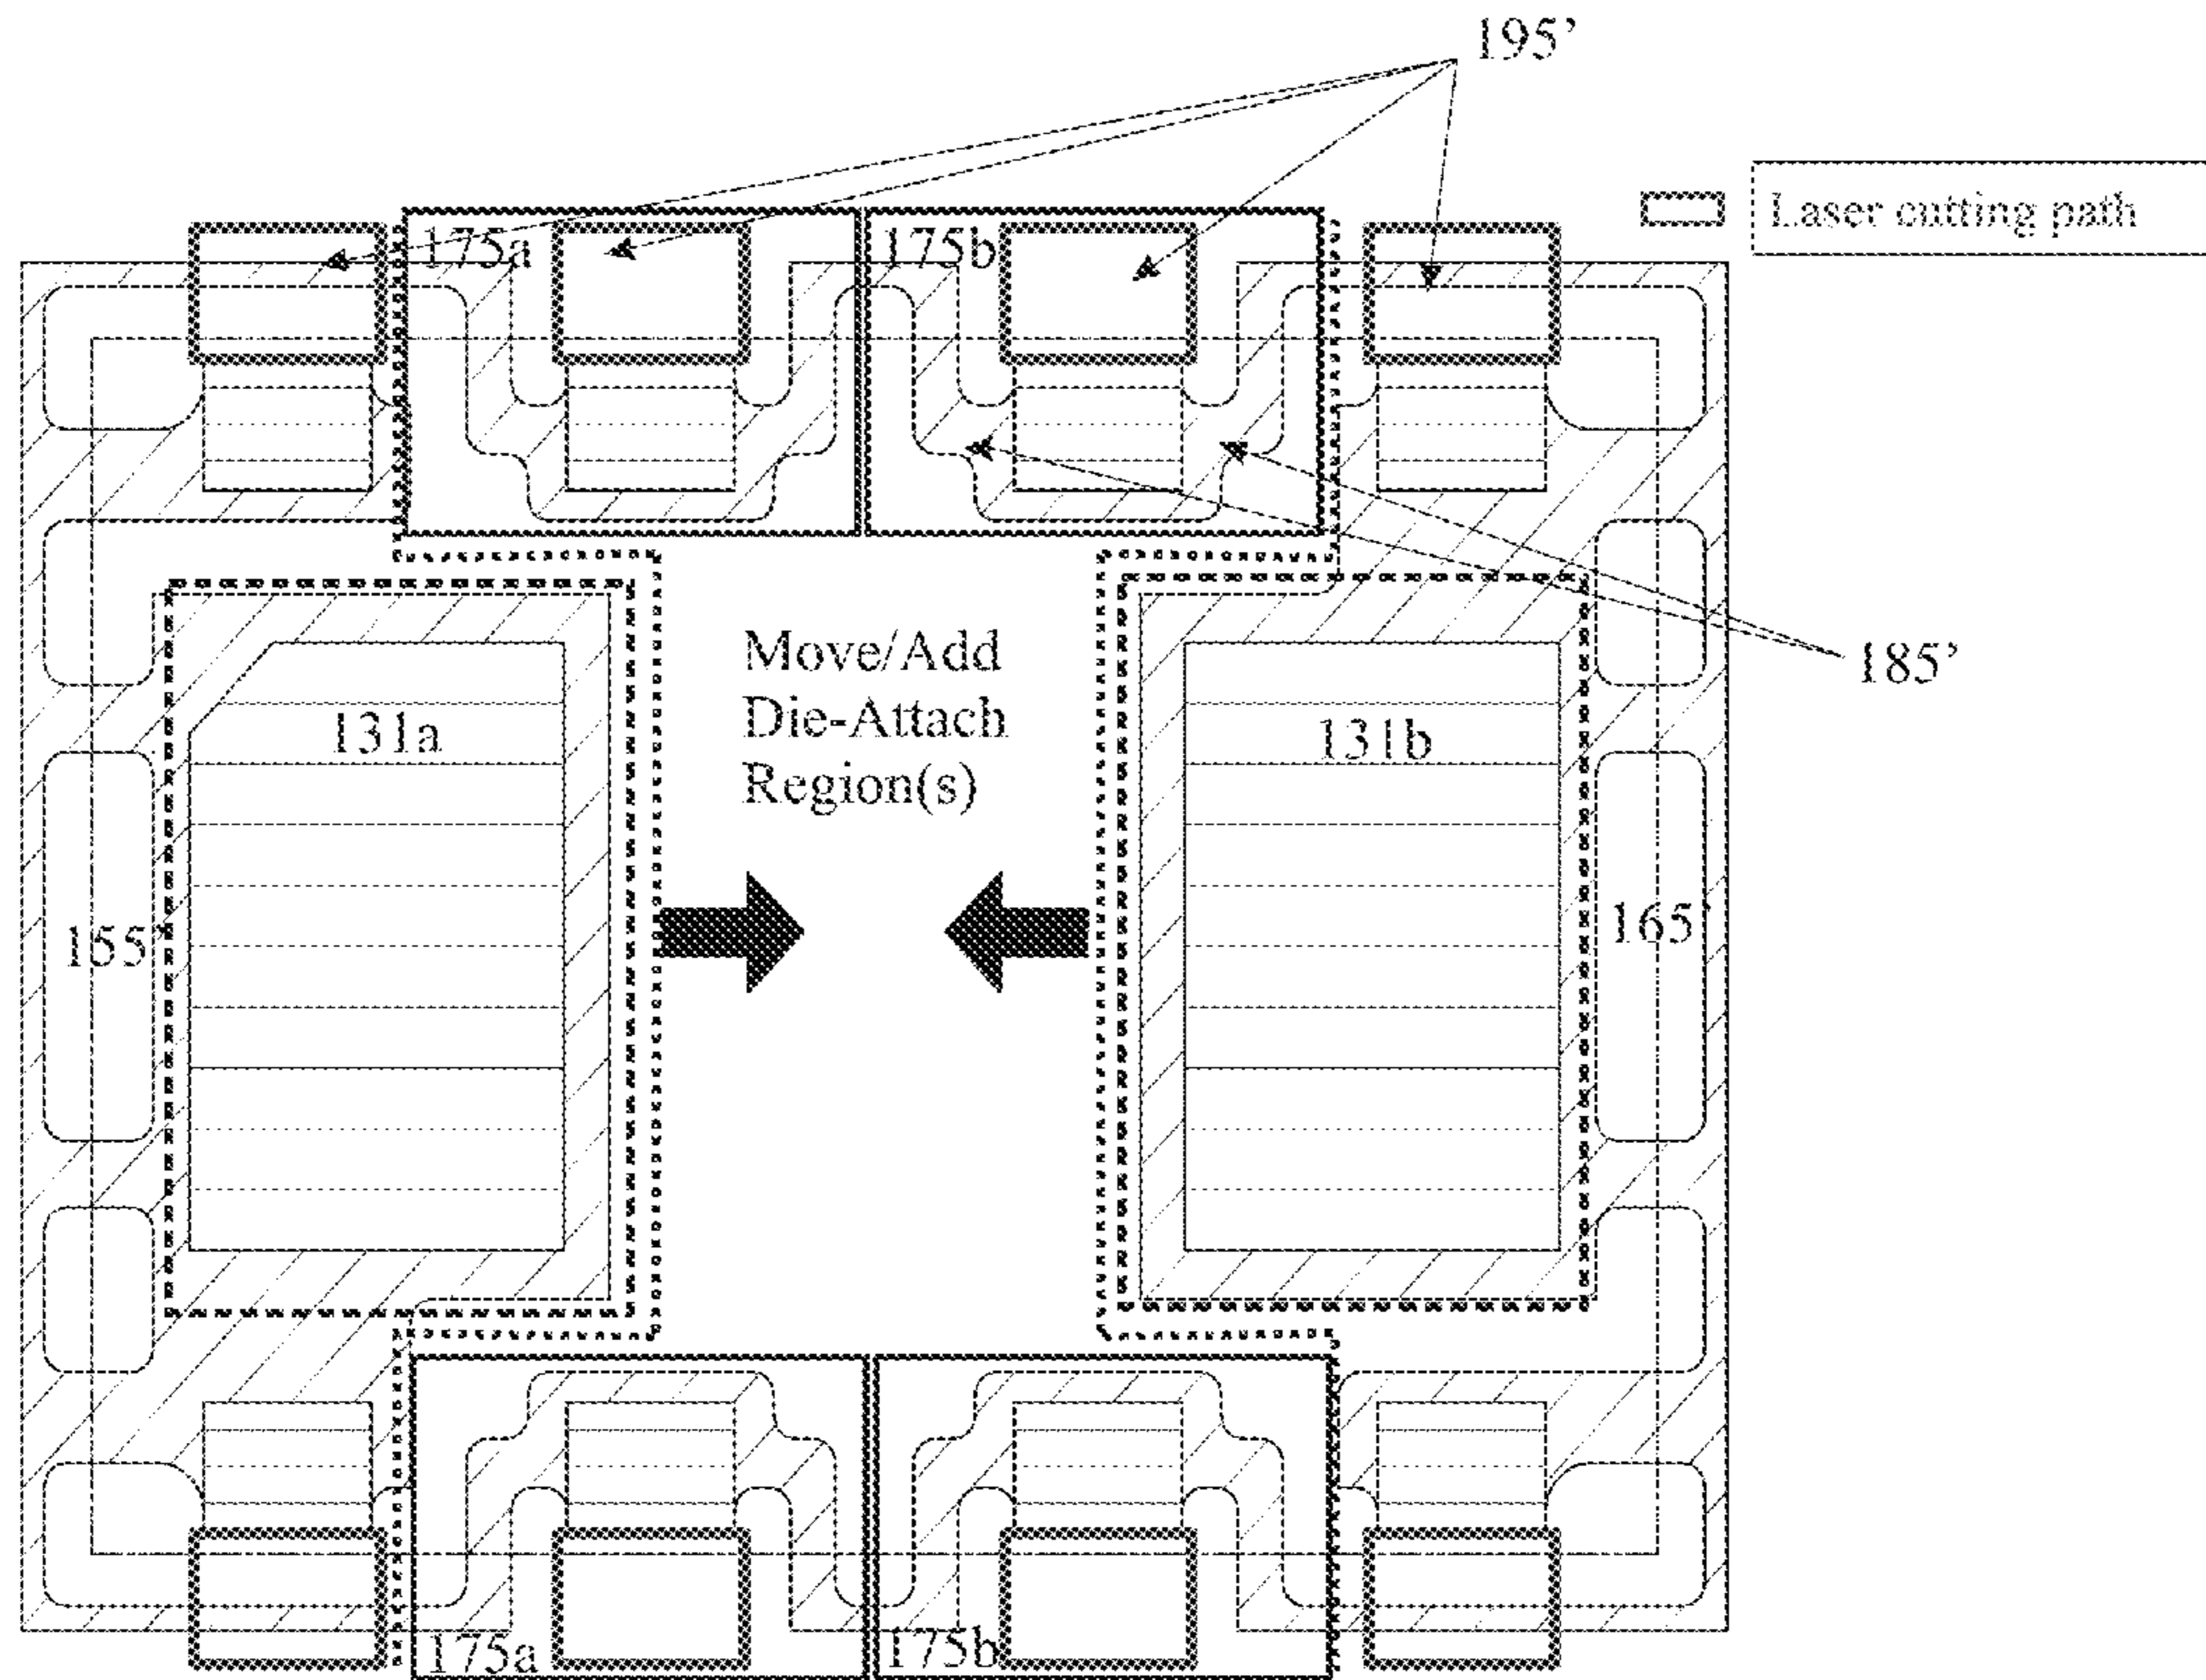 195'
Laser cutting path
175a
175b
185'
Move/Add
Die-Attach
Region(s)
131a
131b
155'
165'
175a
175b